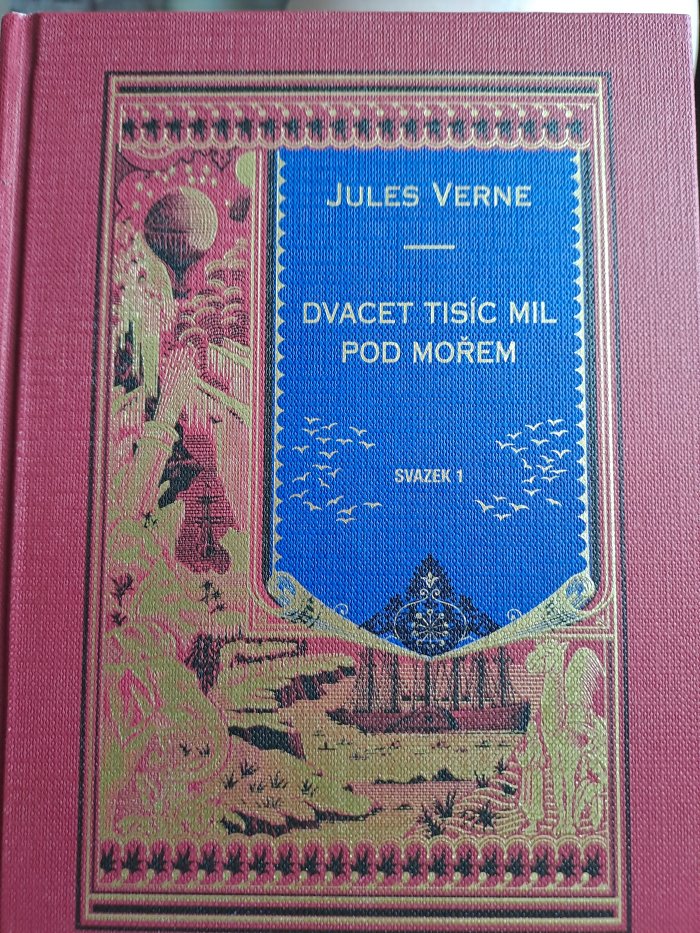 JULES VERNE
DVACET TISÍC MIL
POD MOŘEM
SVAZEK 1